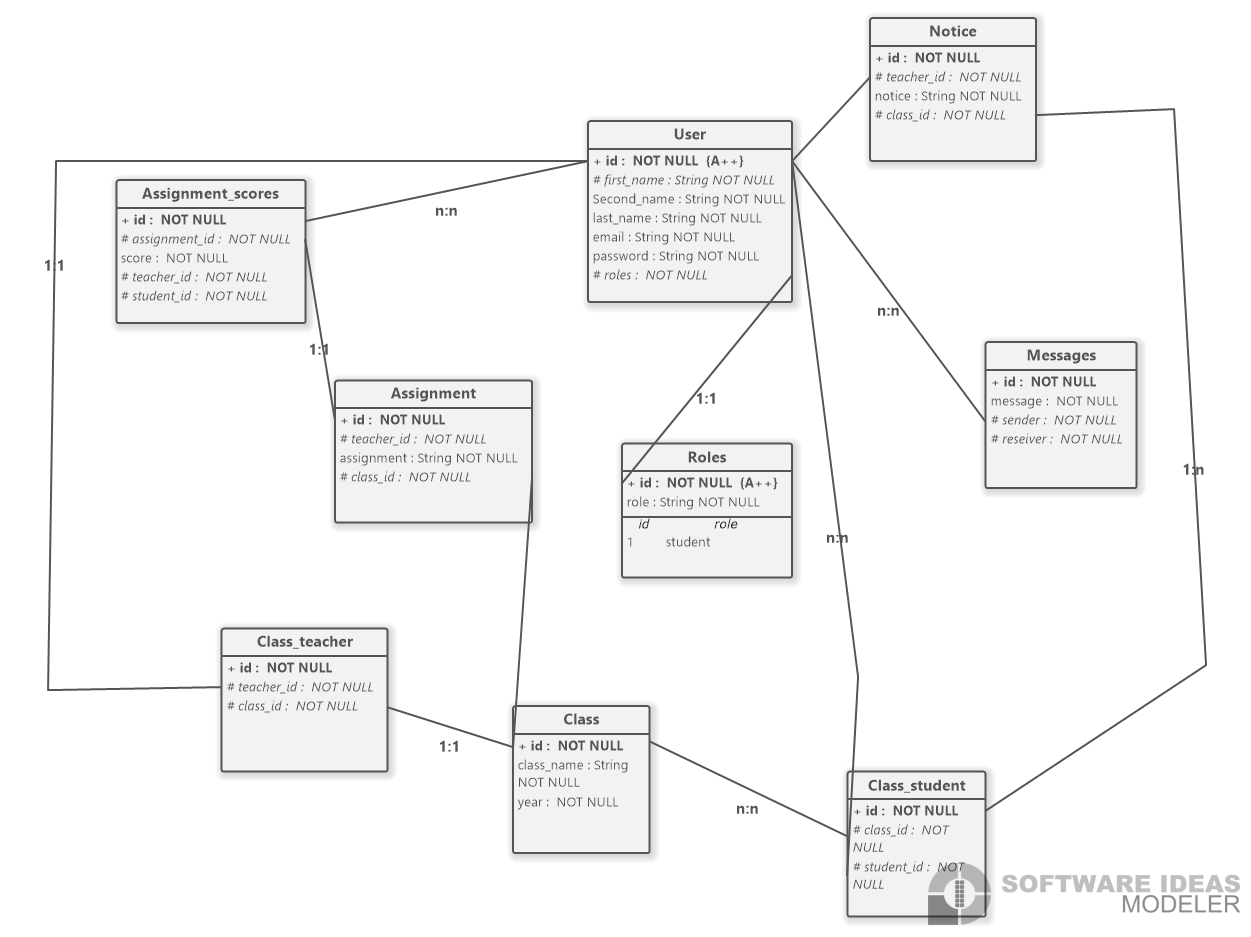 Notice
+ id :  NOT NULL
# teacher_id :  NOT NULL
notice : String NOT NULL
# class_id :  NOT NULL
User
+ id :  NOT NULL  {A++}
# first_name : String NOT NULL
Second_name : String NOT NULL
last_name : String NOT NULL
email : String NOT NULL
password : String NOT NULL
# roles :  NOT NULL
Assignment_scores
+ id :  NOT NULL
# assignment_id :  NOT NULL
score :  NOT NULL
# teacher_id :  NOT NULL
# student_id :  NOT NULL
n:n
1:1
n:n
1:1
Messages
+ id :  NOT NULL
message :  NOT NULL
# sender :  NOT NULL
# reseiver :  NOT NULL
Assignment
+ id :  NOT NULL
# teacher_id :  NOT NULL
assignment : String NOT NULL
# class_id :  NOT NULL
1:1
Roles
+ id :  NOT NULL  {A++}
role : String NOT NULL
id role
1 student
1:n
n:n
Class_teacher
+ id :  NOT NULL
# teacher_id :  NOT NULL
# class_id :  NOT NULL
1:1
Class
+ id :  NOT NULL
class_name : String
NOT NULL
year :  NOT NULL
n:n
Class_student
+ id :  NOT NULL
# class_id :  NOT
NULL
# student_id :  NOT
NULL
SOFTWARE IDEAS
MODELER